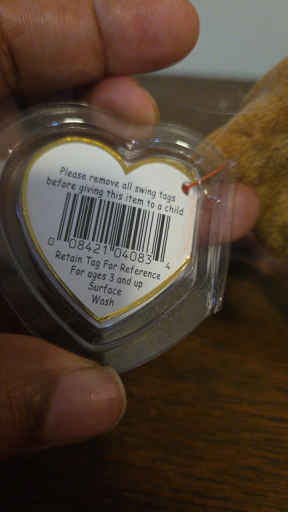 Please remove all swing tags
before giving this item to a child
0 08421 04083 4
Retain Tag For Reference
For ages 3 and up
Surface
Wash